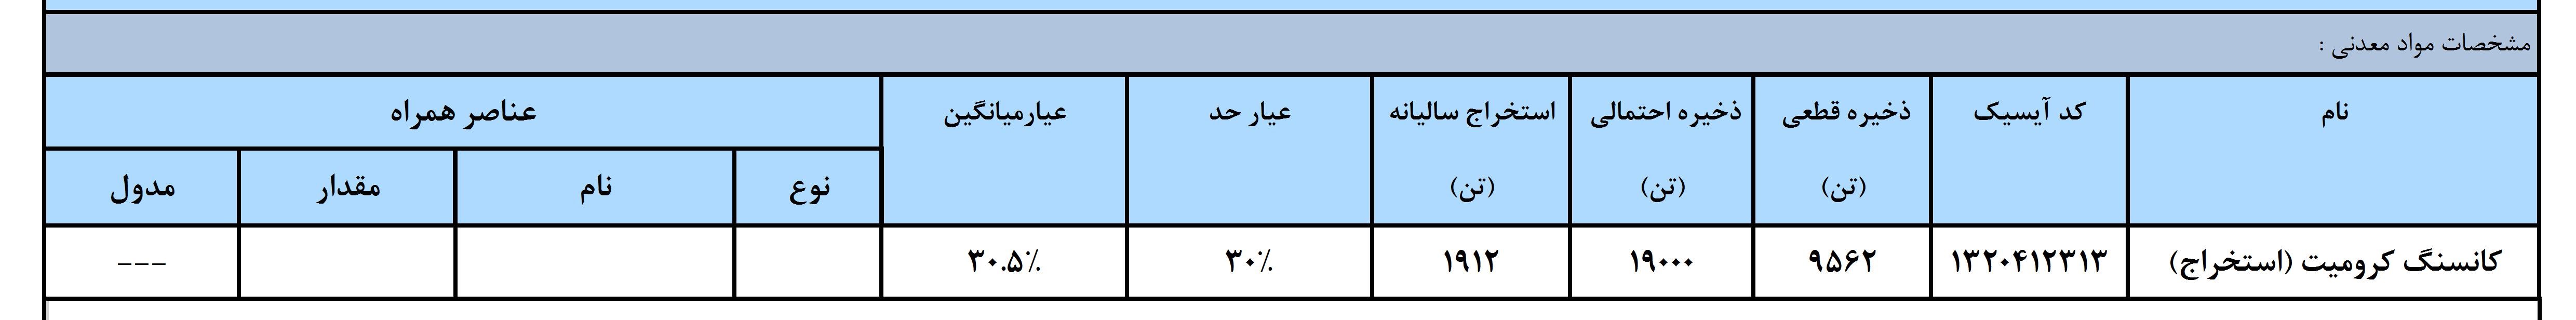 مشخصات مواد معدنی :
نام کد آیسیک ذخیره قطعی ذخیره احتمالی استخراج سالیانه عیار حد عیارمیانگین عناصر همراه
(تن) (تن) (تن) نوع نام مقدار مدول
کانسنگ کرومیت (استخراج) ۱۳۲۰۴۱۲۳۱۳ ۹۵۶۲ ۱۹۰۰۰ ۱۹۱۲ ۳۰٪ ۳۰.۵٪ ---